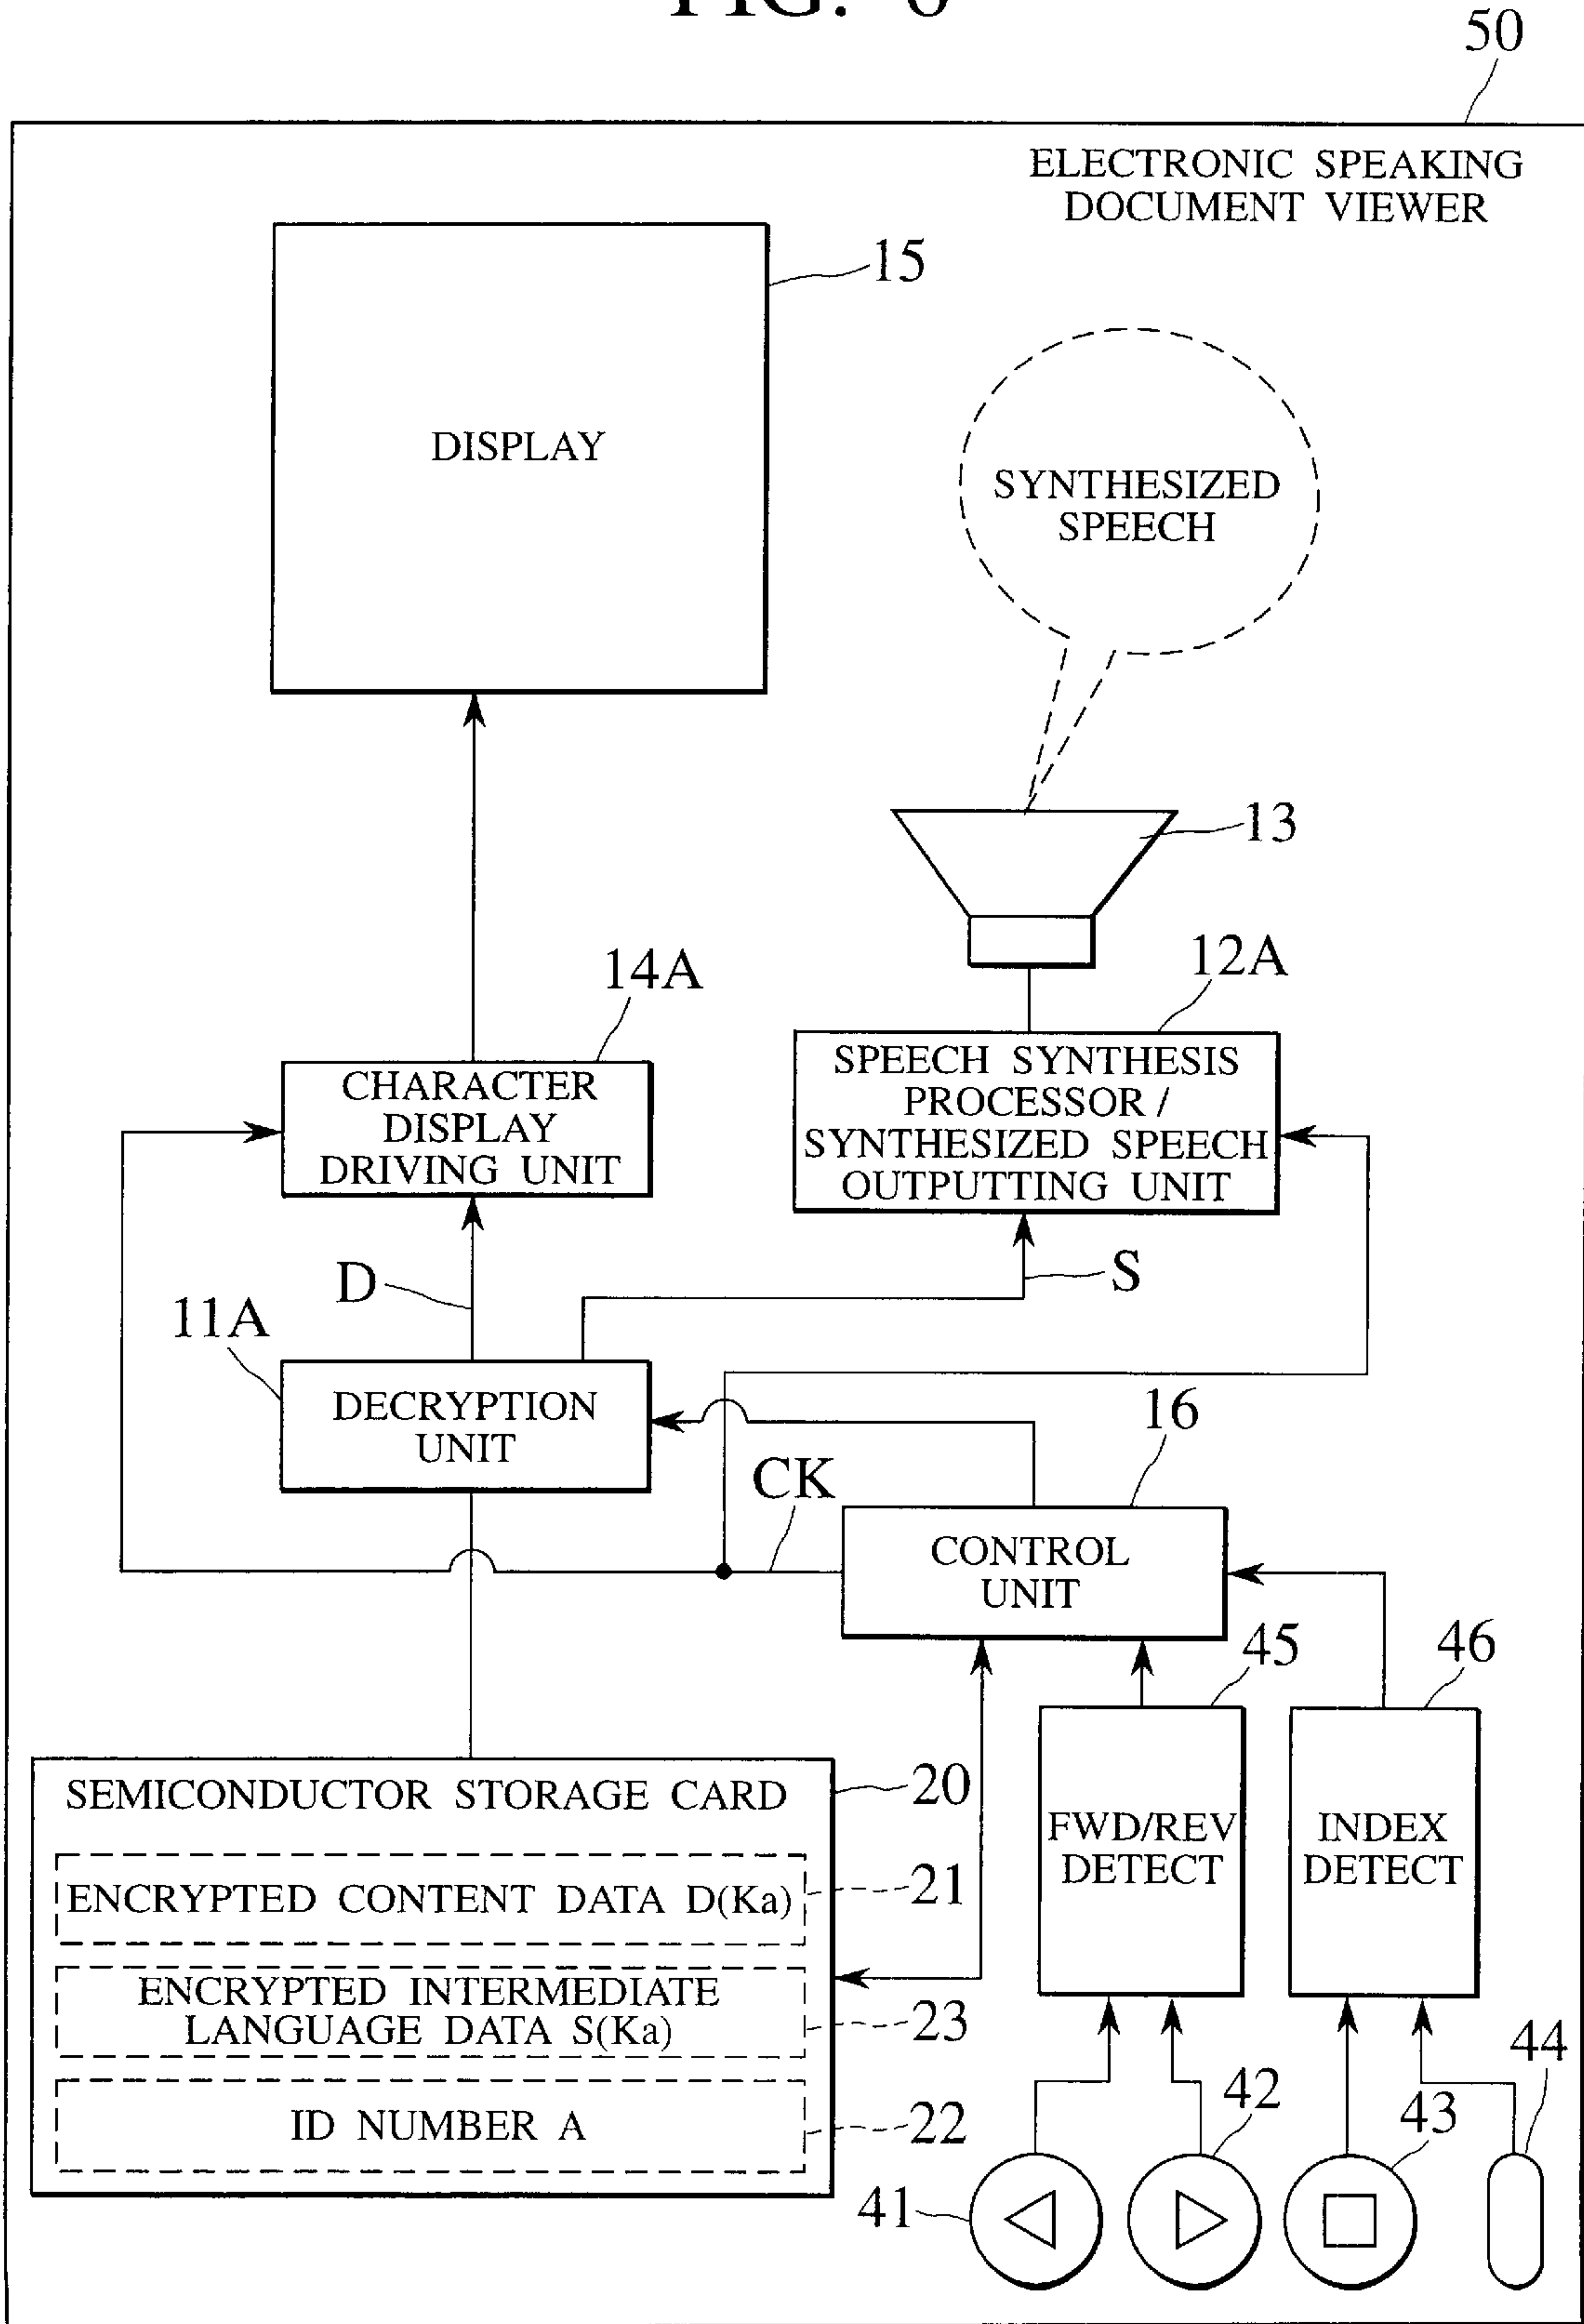 FIG. 6
50
ELECTRONIC SPEAKING
DOCUMENT VIEWER
15
DISPLAY
SYNTHESIZED
SPEECH
13
14A
12A
CHARACTER
DISPLAY
DRIVING UNIT
SPEECH SYNTHESIS
PROCESSOR /
SYNTHESIZED SPEECH
OUTPUTTING UNIT
D
S
11A
DECRYPTION
UNIT
16
CK
CONTROL
UNIT
45
46
SEMICONDUCTOR STORAGE CARD
20
FWD/REV
DETECT
INDEX
DETECT
ENCRYPTED CONTENT DATA D(Ka)
21
ENCRYPTED INTERMEDIATE
LANGUAGE DATA S(Ka)
23
ID NUMBER A
22
44
42
43
41